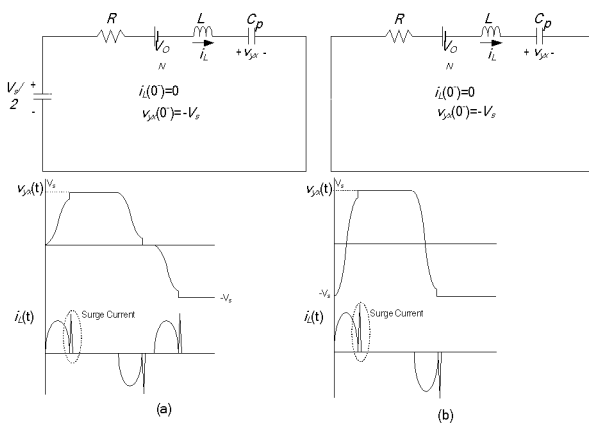 R V_O N L i_L C_p + v_yx -
V_s/2 + -
i_L(0⁻)=0
v_yx(0⁻)=-V_s
R V_O N L i_L C_p + v_yx -
i_L(0⁻)=0
v_yx(0⁻)=-V_s
v_yx(t) V_s
-V_s
i_L(t) Surge Current
(a)
v_yx(t) V_s
-V_s
i_L(t) Surge Current
(b)